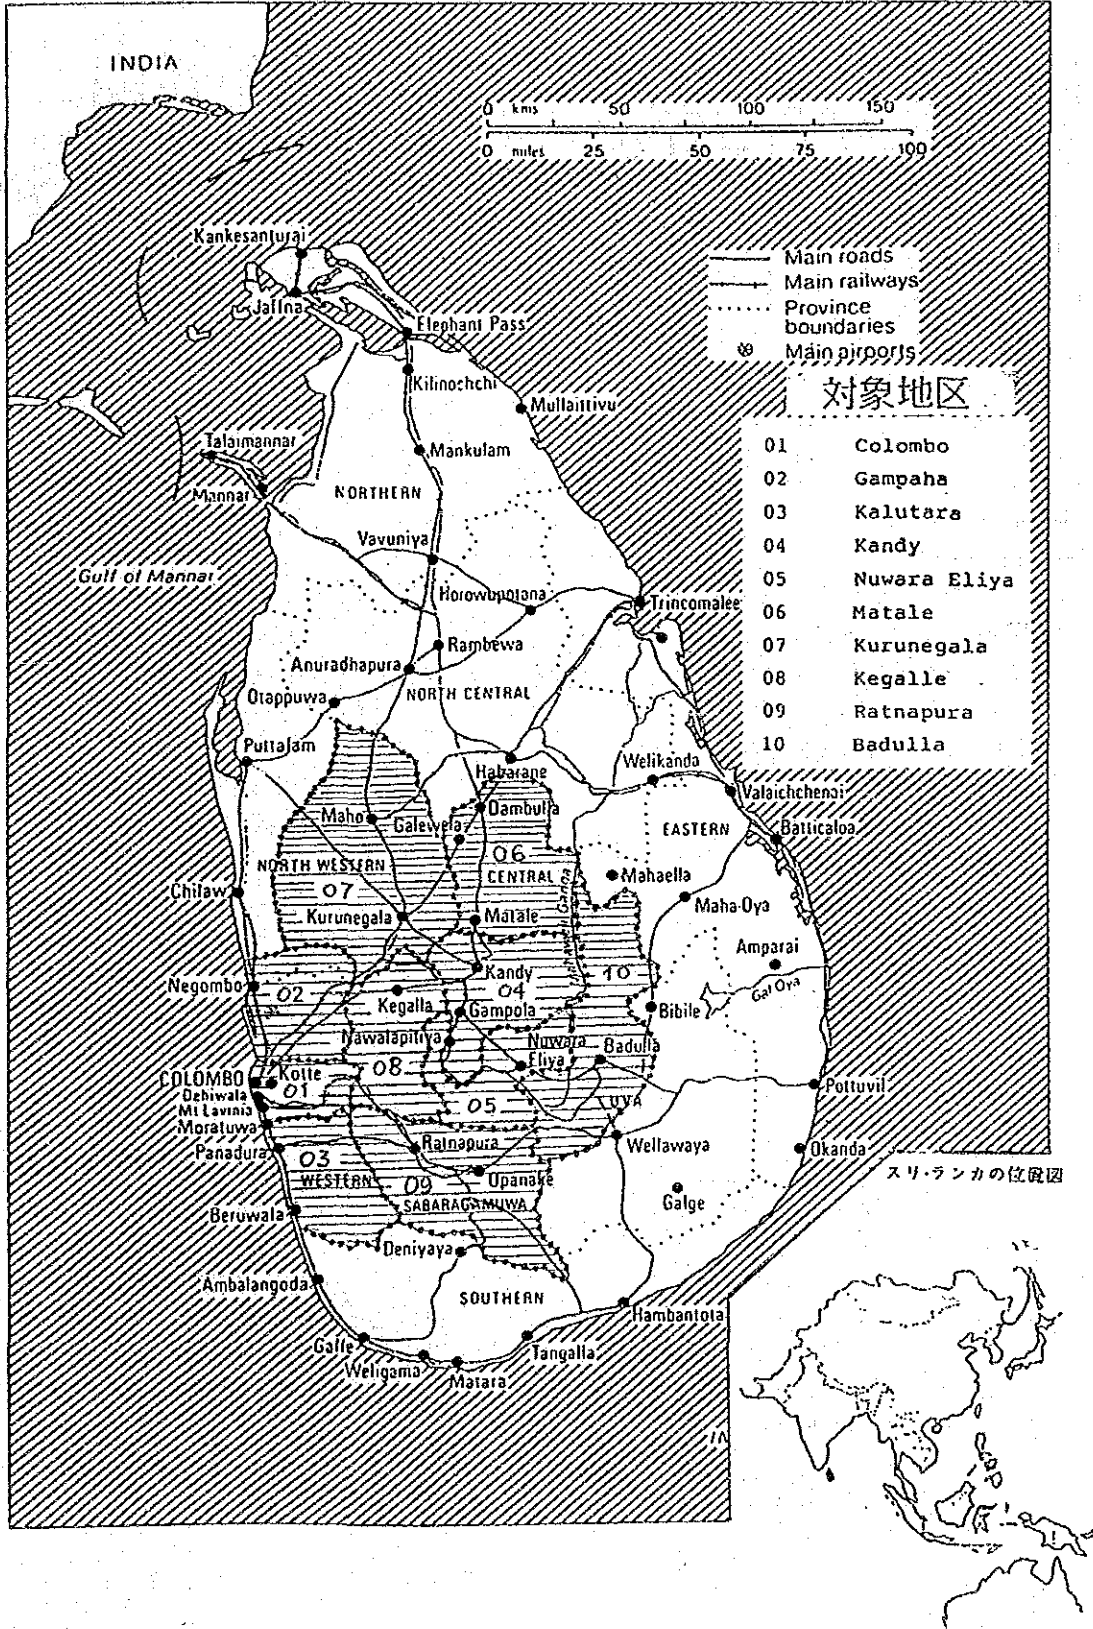 INDIA
0 kms 50 100 150
0 miles 25 50 75 100
Kankesanturai
Jaffna
Elephant Pass
Kilinochchi
Mullaittivu
Main roads
Main railways
Province
boundaries
Main airports
対象地区
01 Colombo
02 Gampaha
03 Kalutara
04 Kandy
05 Nuwara Eliya
06 Matale
07 Kurunegala
08 Kegalle
09 Ratnapura
10 Badulla
Talaimannar
Mankulam
Mannar
NORTHERN
Vavuniya
Gulf of Mannar
Horowupotana
Trincomalee
Rambewa
Anuradhapura
NORTH CENTRAL
Otappuwa
Puttalam
Habarane
Welikanda
Valaichchenai
Dambulla
Maho
Galewela
EASTERN
Batticaloa
06
NORTH WESTERN
CENTRAL
Mahaella
07
Chilaw
Maha-Oya
Kurunegala
Matale
Mahaweli Ganga
Amparai
Kandy
10
Negombo
02
Kegalla
04
Gal Oya
Gampola
Bibile
Nawalapitiya
Nuwara
Eliya
Badulla
COLOMBO
Kotte
08
Dehiwala
01
Mt Lavinia
05
UVA
Pottuvil
Moratuwa
Ratnapura
Wellawaya
Panadura
03
Okanda
WESTERN
09
Opanake
SABARAGAMUWA
Galge
スリ・ランカの位置図
Beruwala
Deniyaya
Ambalangoda
SOUTHERN
Hambantota
Galle
Tangalla
Weligama
Matara